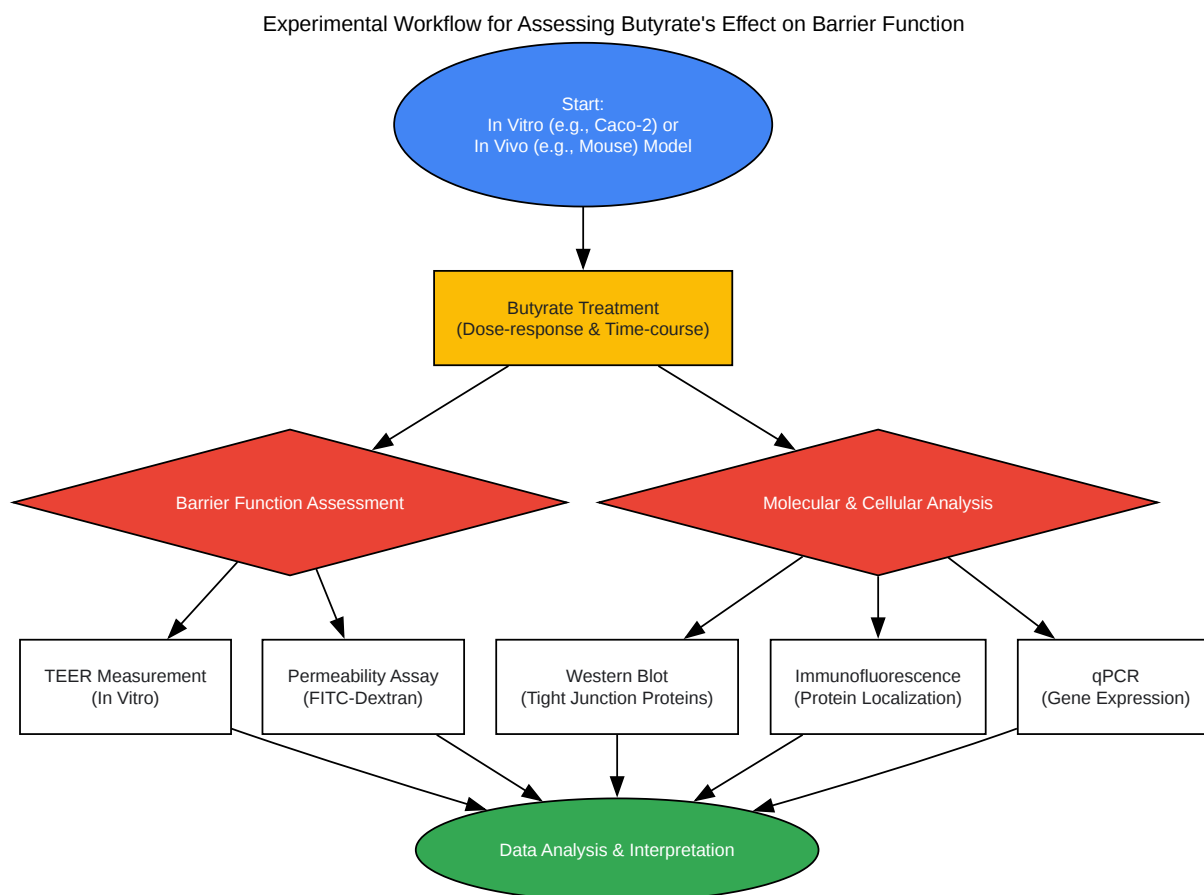 Experimental Workflow for Assessing Butyrate's Effect on Barrier Function
Start:
In Vitro (e.g., Caco-2) or
In Vivo (e.g., Mouse) Model
Butyrate Treatment
(Dose-response & Time-course)
Barrier Function Assessment
Molecular & Cellular Analysis
TEER Measurement
(In Vitro)
Permeability Assay
(FITC-Dextran)
Western Blot
(Tight Junction Proteins)
Immunofluorescence
(Protein Localization)
qPCR
(Gene Expression)
Data Analysis & Interpretation